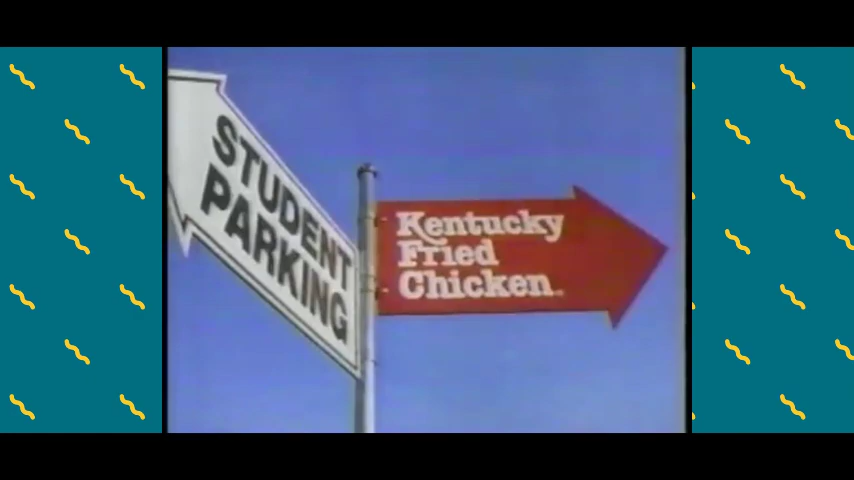 STUDENT
PARKING
Kentucky
Fried
Chicken.